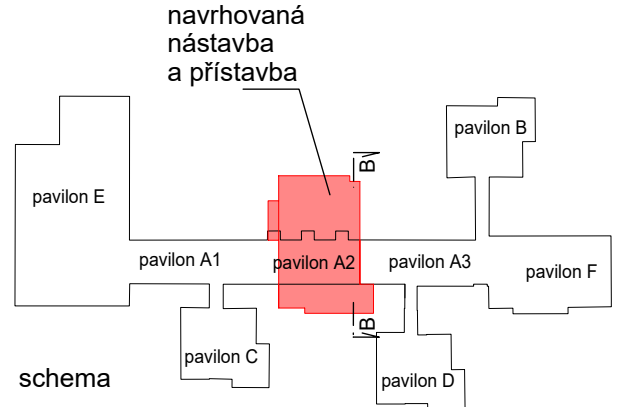 navrhovaná
nástavba
a přístavba
pavilon B
B
pavilon E
pavilon A1
pavilon A2
pavilon A3
pavilon F
B
pavilon C
schema
pavilon D